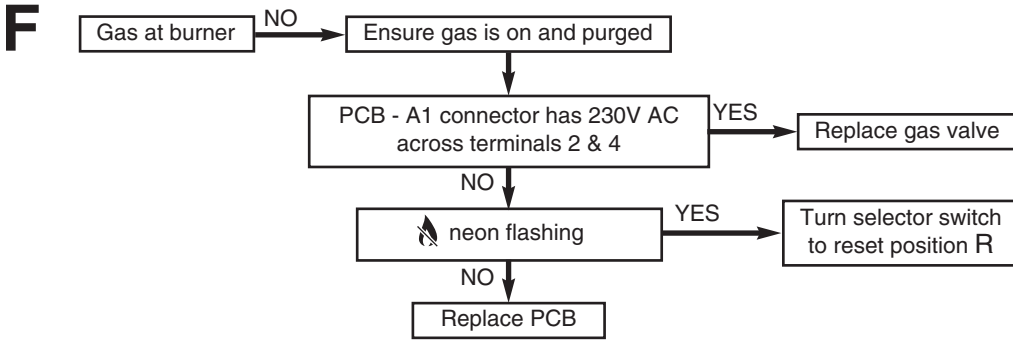 F
Gas at burner
NO
Ensure gas is on and purged
PCB - A1 connector has 230V AC
across terminals 2 & 4
YES
Replace gas valve
NO
neon flashing
YES
Turn selector switch
to reset position R
NO
Replace PCB